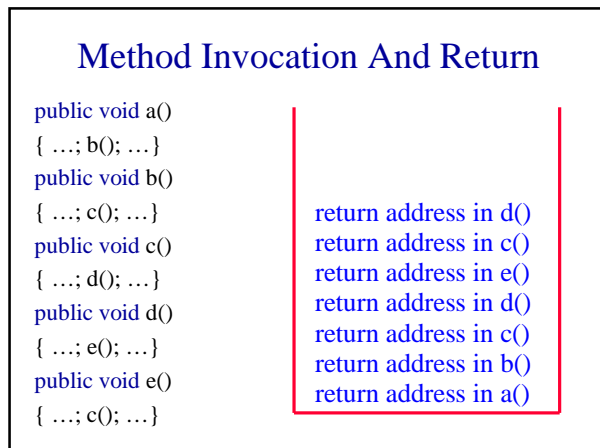 Method Invocation And Return
public void a()
{ …; b(); …}
public void b()
{ …; c(); …}
public void c()
{ …; d(); …}
public void d()
{ …; e(); …}
public void e()
{ …; c(); …}
return address in d()
return address in c()
return address in e()
return address in d()
return address in c()
return address in b()
return address in a()